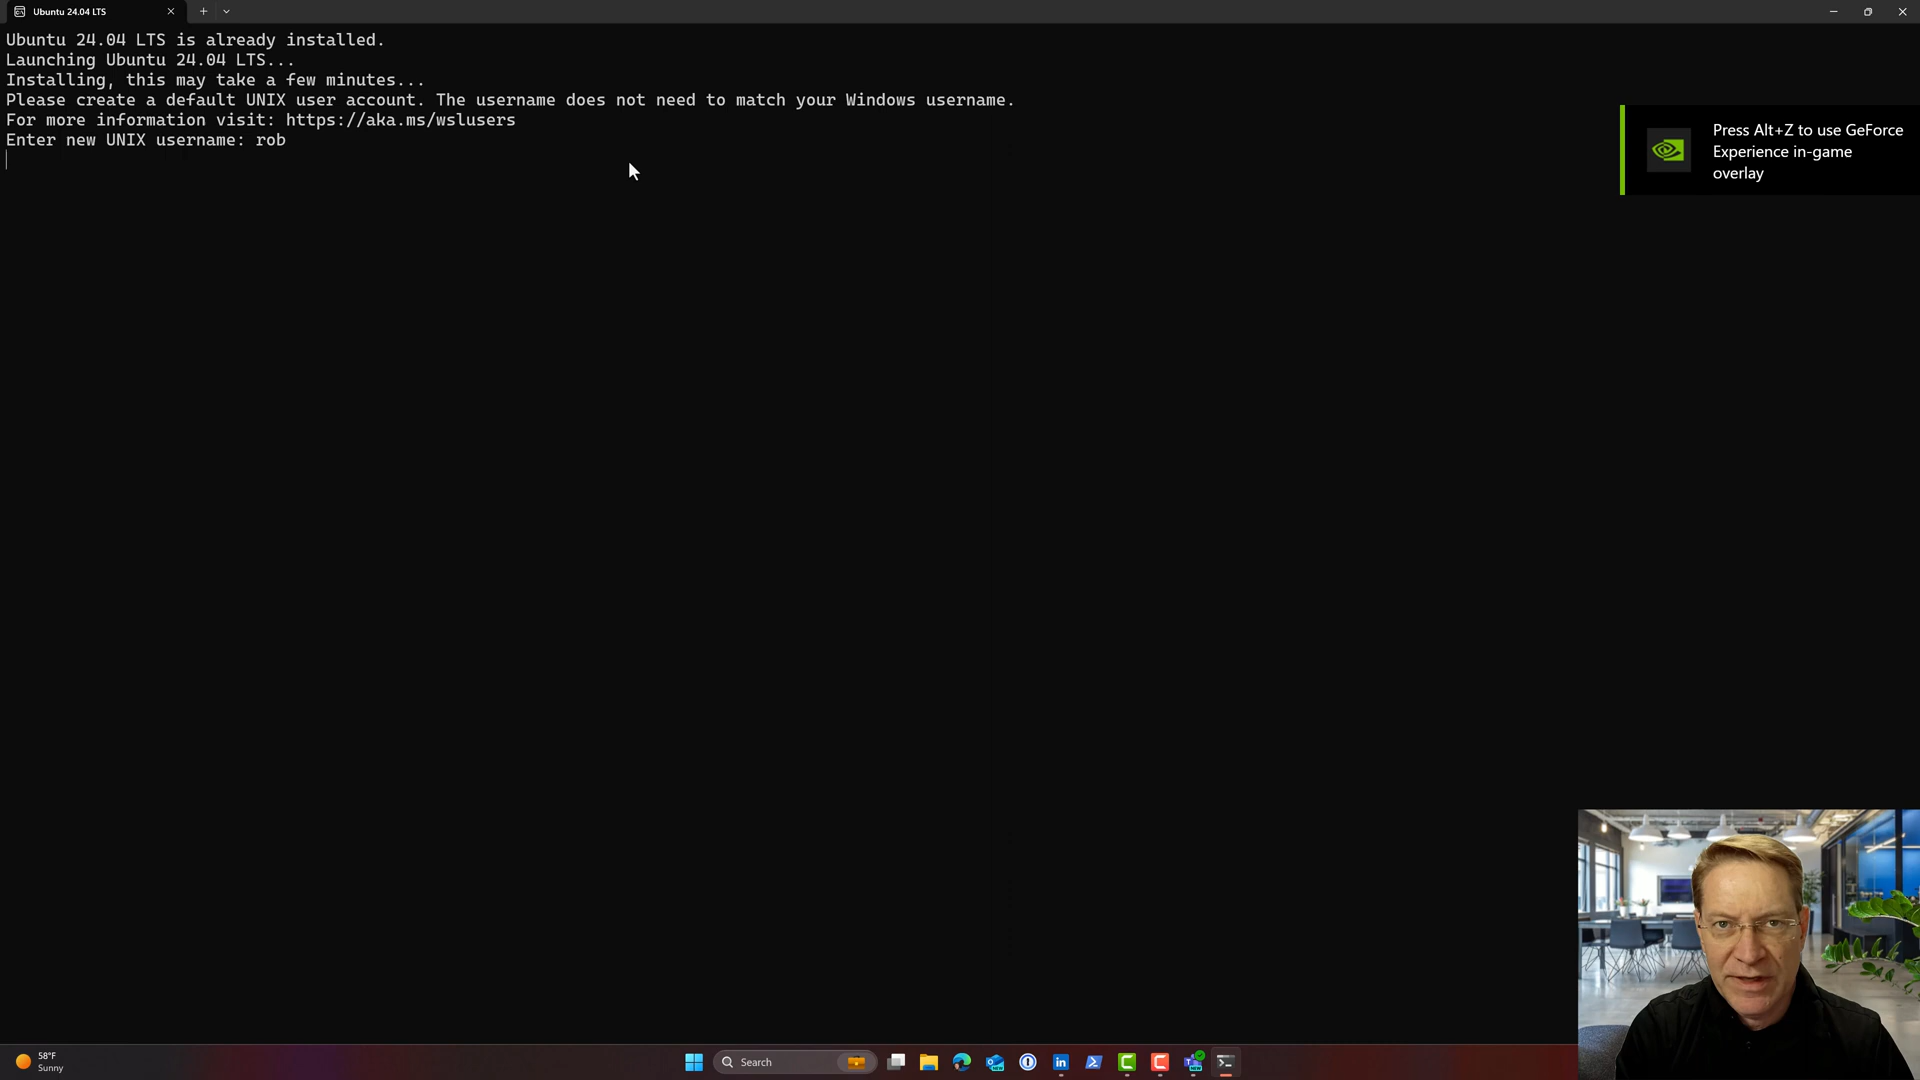 Ubuntu 24.04 LTS
Ubuntu 24.04 LTS is already installed.
Launching Ubuntu 24.04 LTS...
Installing, this may take a few minutes...
Please create a default UNIX user account. The username does not need to match your Windows username.
For more information visit: https://aka.ms/wslusers
Enter new UNIX username: rob
Press Alt+Z to use GeForce
Experience in-game
overlay
58°F
Sunny
Search
NEW
in
NEW